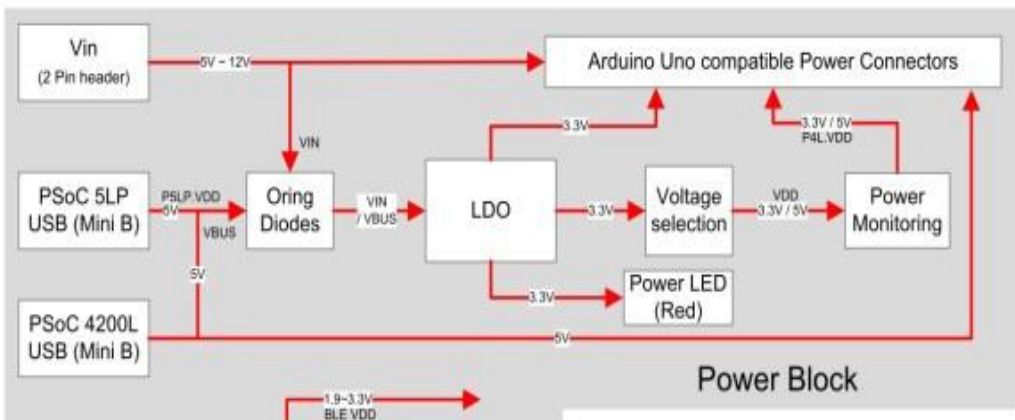 Vin
(2 Pin header)
5V ~ 12V
Arduino Uno compatible Power Connectors
VIN
3.3V
3.3V / 5V
P4L.VDD
PSoC 5LP
USB (Mini B)
P5LP.VDD
5V
VBUS
Oring
Diodes
VIN
/ VBUS
LDO
3.3V
Voltage
selection
VDD
3.3V / 5V
Power
Monitoring
5V
3.3V
Power LED
(Red)
PSoC 4200L
USB (Mini B)
5V
Power Block
1.9~3.3V
BLE.VDD